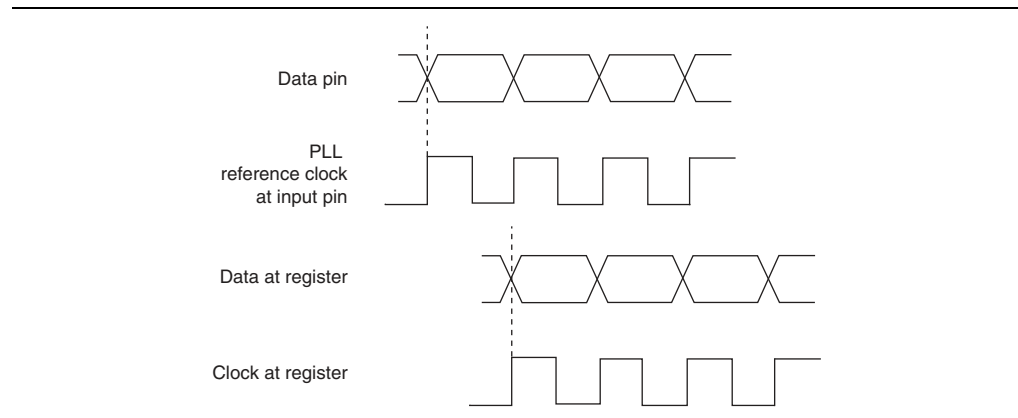 Data pin
PLL
reference clock
at input pin
Data at register
Clock at register